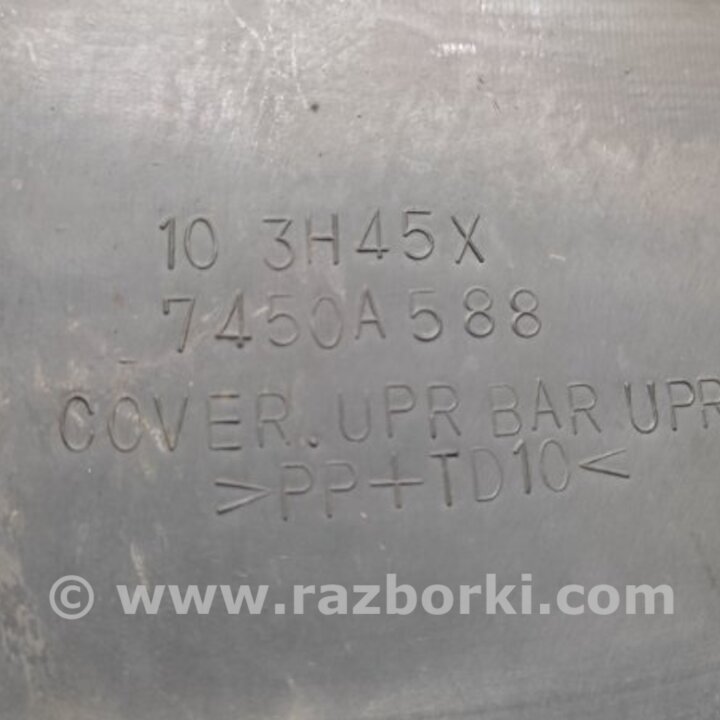 10 3H45X
7450A588
COVER.UPR BAR UPR
>PP+TD10<
© www.razborki.com